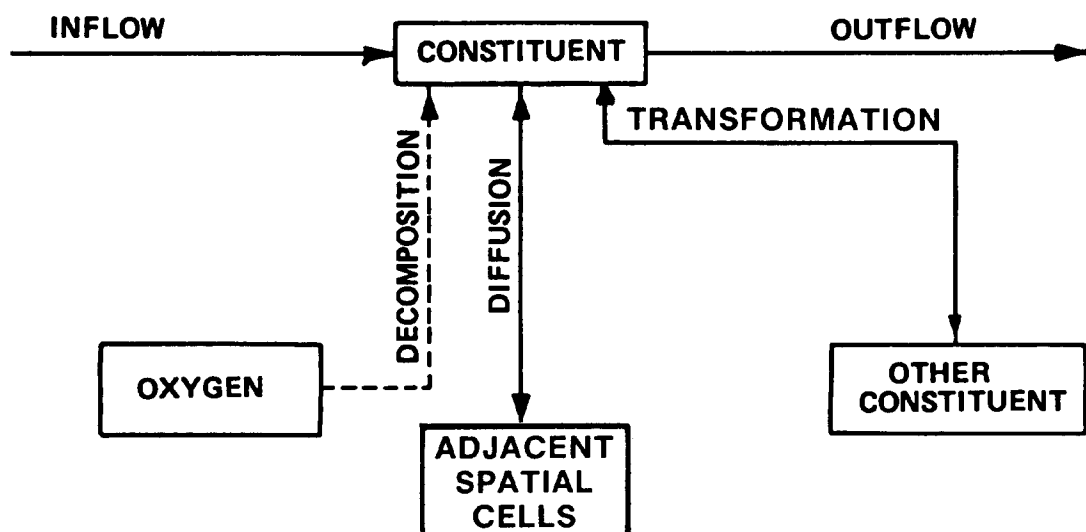 INFLOW
CONSTITUENT
OUTFLOW
TRANSFORMATION
DECOMPOSITION
DIFFUSION
OXYGEN
OTHER
CONSTITUENT
ADJACENT
SPATIAL
CELLS